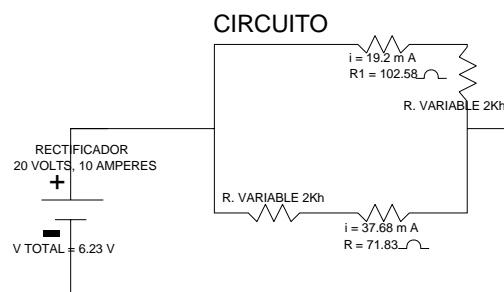 CIRCUITO
i = 19.2 m A
R1 = 102.58
R. VARIABLE 2Kh
RECTIFICADOR
20 VOLTS, 10 AMPERES
+
R. VARIABLE 2Kh
V TOTAL = 6.23 V
i = 37.68 m A
R = 71.83